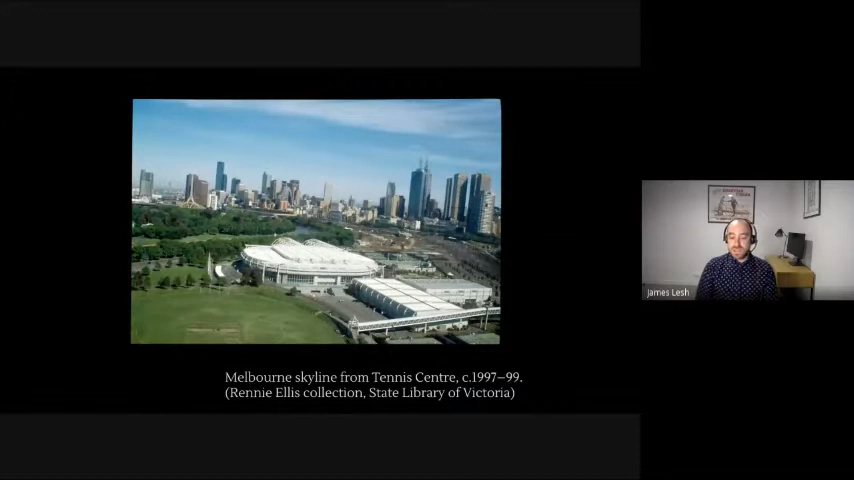 Melbourne skyline from Tennis Centre, c.1997–99.
(Rennie Ellis collection, State Library of Victoria)
James Lesh